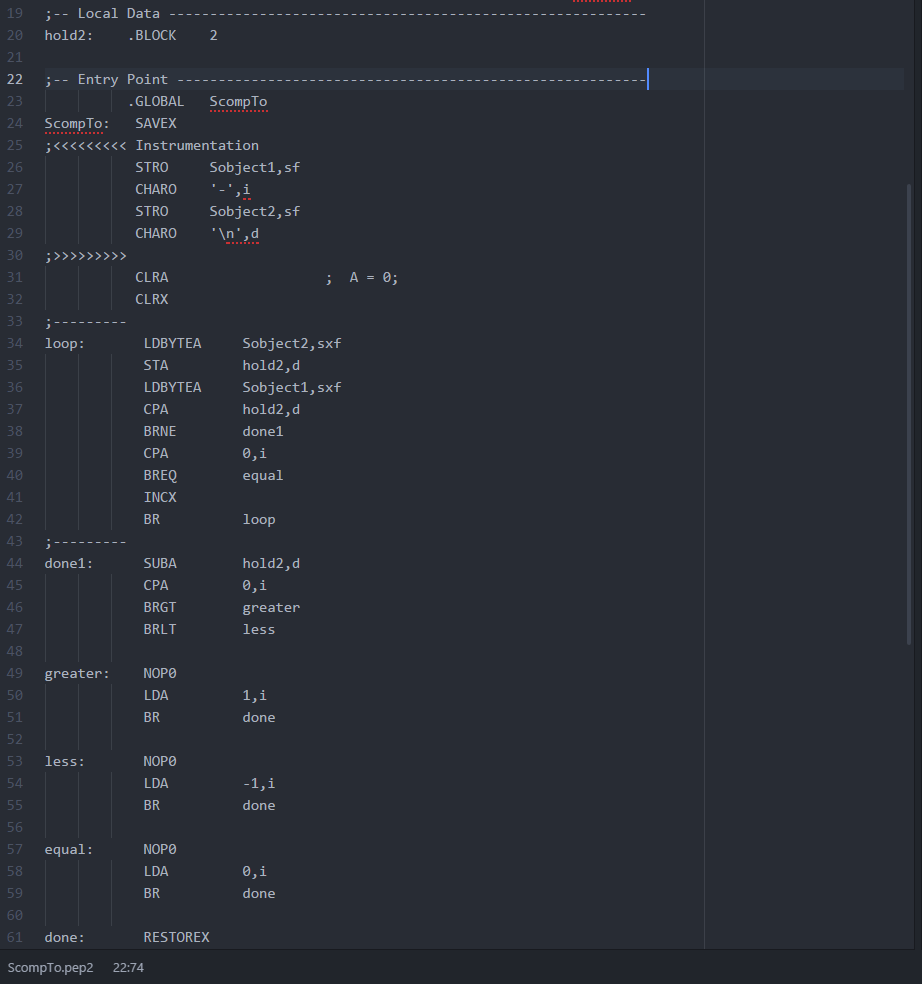 19 ;-- Local Data ----------------------------------------------------------
20 hold2: .BLOCK 2
21
22 ;-- Entry Point ---------------------------------------------------------
23 .GLOBAL ScompTo
24 ScompTo: SAVEX
25 ;<<<<<<<<< Instrumentation
26 STRO Sobject1,sf
27 CHARO '-',i
28 STRO Sobject2,sf
29 CHARO '\n',d
30 ;>>>>>>>>>
31 CLRA ; A = 0;
32 CLRX
33 ;---------
34 loop: LDBYTEA Sobject2,sxf
35 STA hold2,d
36 LDBYTEA Sobject1,sxf
37 CPA hold2,d
38 BRNE done1
39 CPA 0,i
40 BREQ equal
41 INCX
42 BR loop
43 ;---------
44 done1: SUBA hold2,d
45 CPA 0,i
46 BRGT greater
47 BRLT less
48
49 greater: NOP0
50 LDA 1,i
51 BR done
52
53 less: NOP0
54 LDA -1,i
55 BR done
56
57 equal: NOP0
58 LDA 0,i
59 BR done
60
61 done: RESTOREX
ScompTo.pep2 22:74